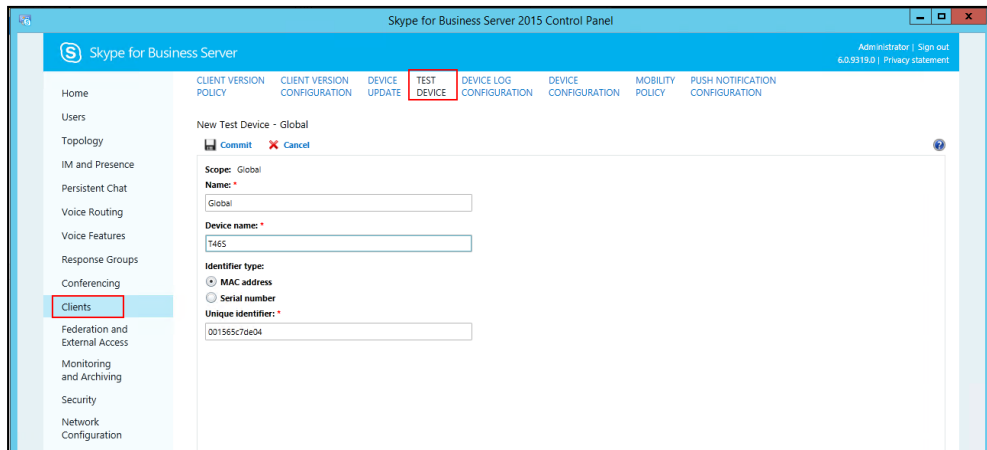 Skype for Business Server 2015 Control Panel
S Skype for Business Server
Administrator | Sign out
6.0.9319.0 | Privacy statement
Home
Users
Topology
IM and Presence
Persistent Chat
Voice Routing
Voice Features
Response Groups
Conferencing
Clients
Federation and
External Access
Monitoring
and Archiving
Security
Network
Configuration
CLIENT VERSION
POLICY
CLIENT VERSION
CONFIGURATION
DEVICE
UPDATE
TEST
DEVICE
DEVICE LOG
CONFIGURATION
DEVICE
CONFIGURATION
MOBILITY
POLICY
PUSH NOTIFICATION
CONFIGURATION
New Test Device - Global
Commit Cancel
Scope: Global
Name: *
Global
Device name: *
T46S
Identifier type:
MAC address
Serial number
Unique identifier: *
001565c7de04